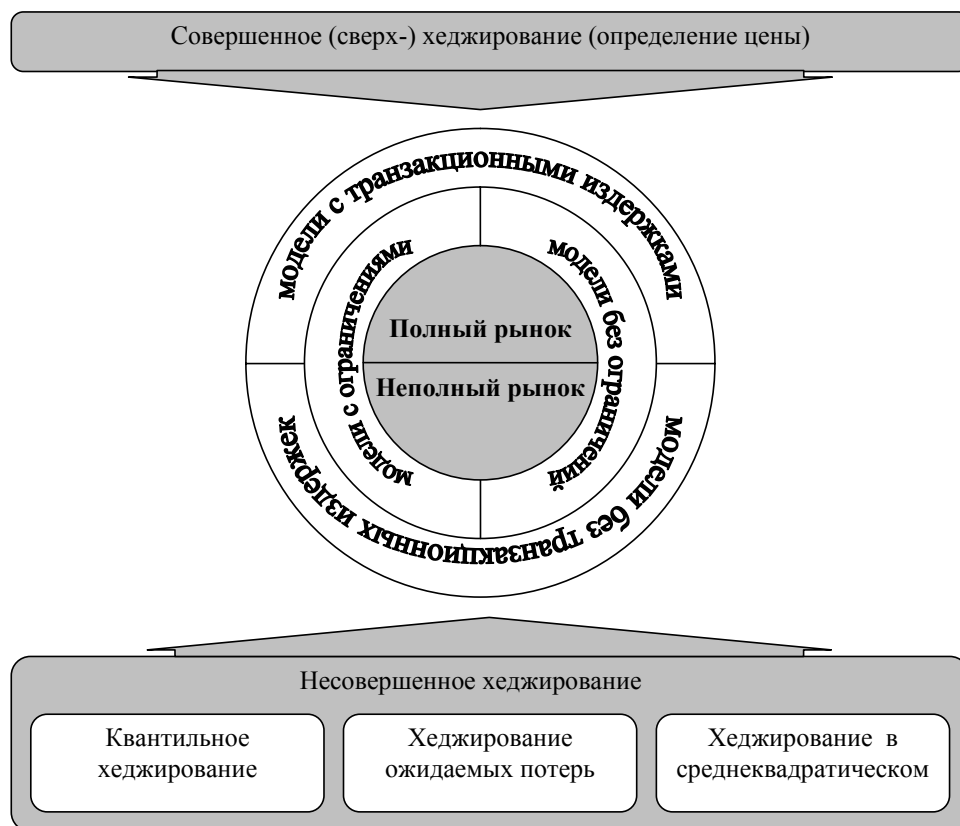 Совершенное (сверх-) хеджирование (определение цены)
модели с транзакционными издержками
модели с ограничениями
модели без ограничений
Полный рынок
Неполный рынок
модели без транзакционных издержек
Несовершенное хеджирование
Квантильное
хеджирование
Хеджирование
ожидаемых потерь
Хеджирование в
среднеквадратическом